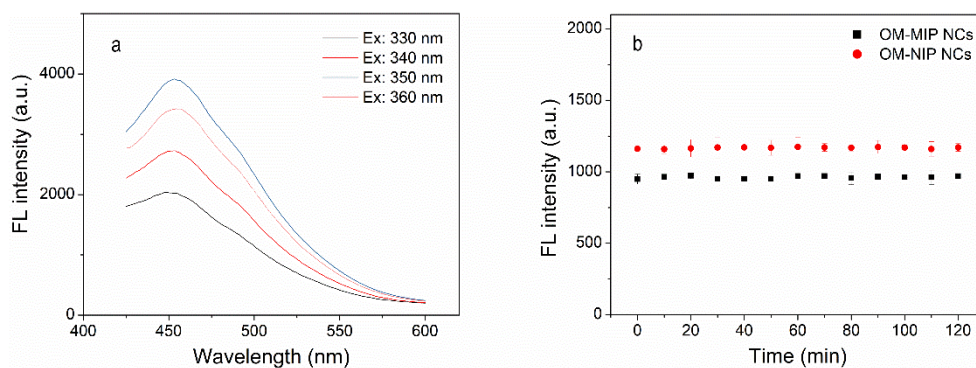 a
Ex: 330 nm
Ex: 340 nm
Ex: 350 nm
Ex: 360 nm
4000
2000
0
FL intensity (a.u.)
400 450 500 550 600
Wavelength (nm)
b
OM-MIP NCs
OM-NIP NCs
2000
1500
1000
500
0
FL intensity (a.u.)
0 20 40 60 80 100 120
Time (min)